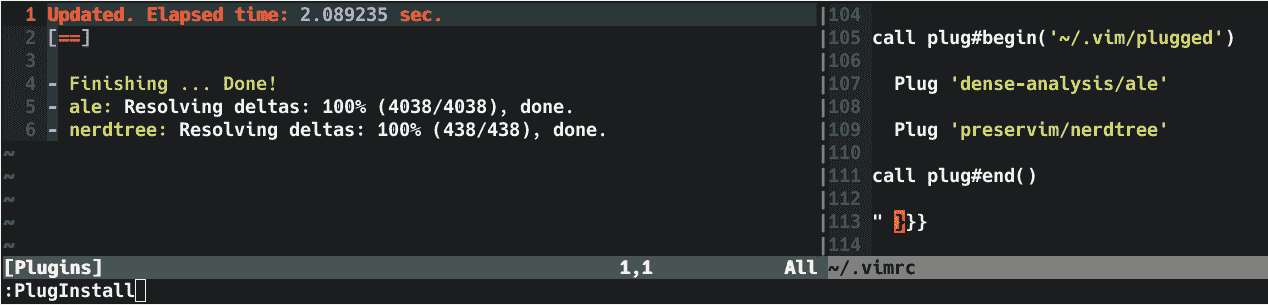 1 Updated. Elapsed time: 2.089235 sec.
2 [==]
3
4 - Finishing ... Done!
5 - ale: Resolving deltas: 100% (4038/4038), done.
6 - nerdtree: Resolving deltas: 100% (438/438), done.
~
~
~
~
~
[Plugins] 1,1 All
:PlugInstall
104
105 call plug#begin('~/.vim/plugged')
106
107 Plug 'dense-analysis/ale'
108
109 Plug 'preservim/nerdtree'
110
111 call plug#end()
112
113 " }}}
114
~/.vimrc